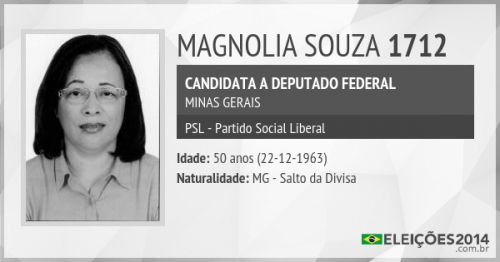 MAGNOLIA SOUZA 1712
CANDIDATA A DEPUTADO FEDERAL
MINAS GERAIS
PSL - Partido Social Liberal
Idade: 50 anos (22-12-1963)
Naturalidade: MG - Salto da Divisa
ELEIÇÕES2014
.com.br